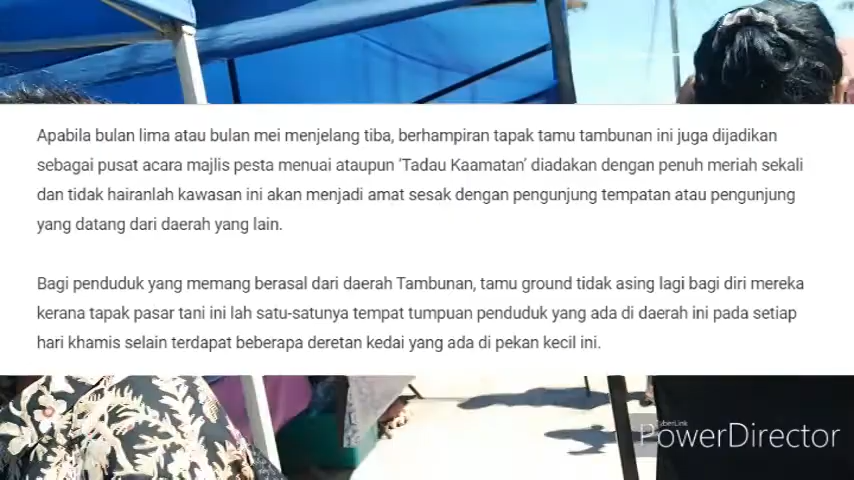 Apabila bulan lima atau bulan mei menjelang tiba, berhampiran tapak tamu tambunan ini juga dijadikan
sebagai pusat acara majlis pesta menuai ataupun 'Tadau Kaamatan' diadakan dengan penuh meriah sekali
dan tidak hairanlah kawasan ini akan menjadi amat sesak dengan pengunjung tempatan atau pengunjung
yang datang dari daerah yang lain.
Bagi penduduk yang memang berasal dari daerah Tambunan, tamu ground tidak asing lagi bagi diri mereka
kerana tapak pasar tani ini lah satu-satunya tempat tumpuan penduduk yang ada di daerah ini pada setiap
hari khamis selain terdapat beberapa deretan kedai yang ada di pekan kecil ini.
CyberLink
PowerDirector